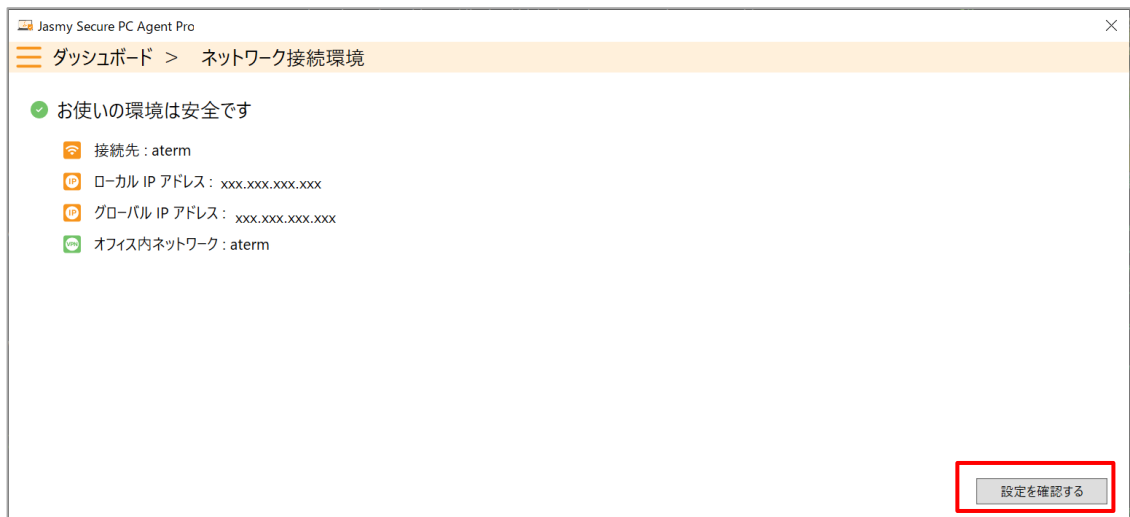 Jasmy Secure PC Agent Pro
ダッシュボード > ネットワーク接続環境
お使いの環境は安全です
接続先 : aterm
IP ローカル IP アドレス : xxx.xxx.xxx.xxx
IP グローバル IP アドレス : xxx.xxx.xxx.xxx
VPN オフィス内ネットワーク : aterm
設定を確認する